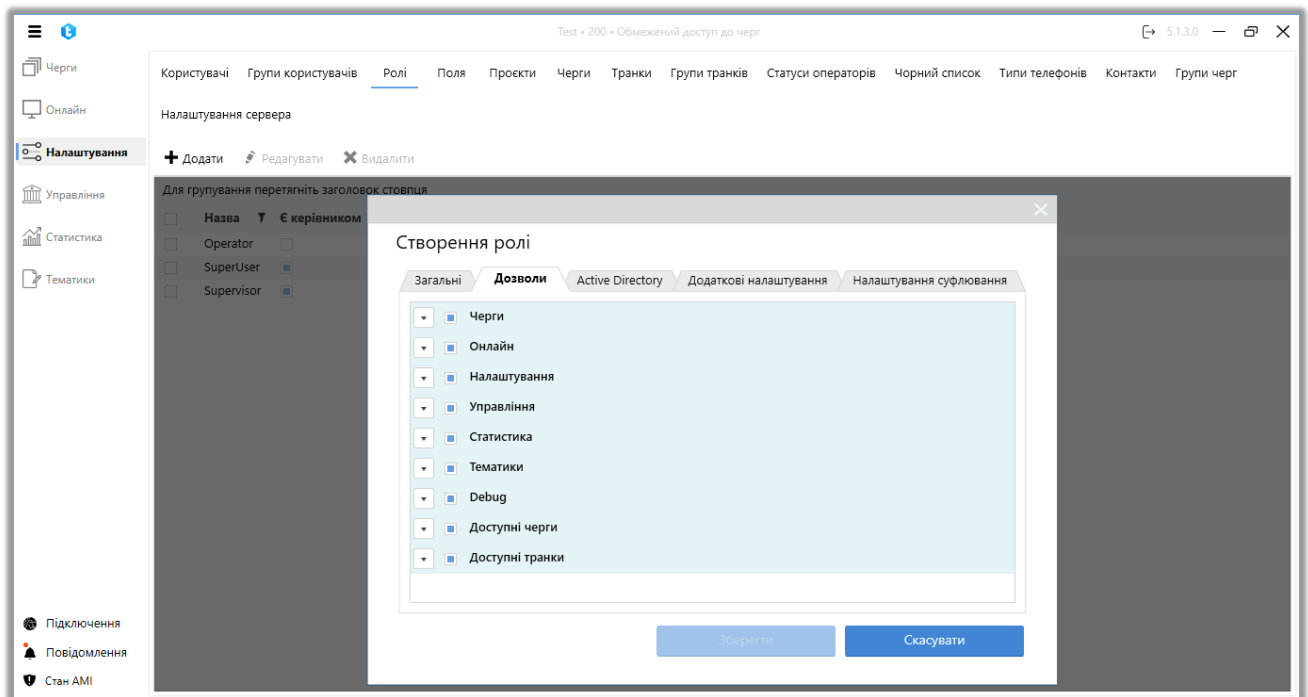 Test • 200 • Обмежений доступ до черг
5.1.3.0
Черги
Онлайн
Налаштування
Управління
Статистика
Тематики
Підключення
Повідомлення
Стан AMI
Користувачі Групи користувачів Ролі Поля Проєкти Черги Транки Групи транків Статуси операторів Чорний список Типи телефонів Контакти Групи черг
Налаштування сервера
Додати Редагувати Видалити
Для групування перетягніть заголовок стовпця
Назва Є керівником
Operator
SuperUser
Supervisor
Створення ролі
Загальні Дозволи Active Directory Додаткові налаштування Налаштування суфлювання
Черги
Онлайн
Налаштування
Управління
Статистика
Тематики
Debug
Доступні черги
Доступні транки
Зберегти Скасувати